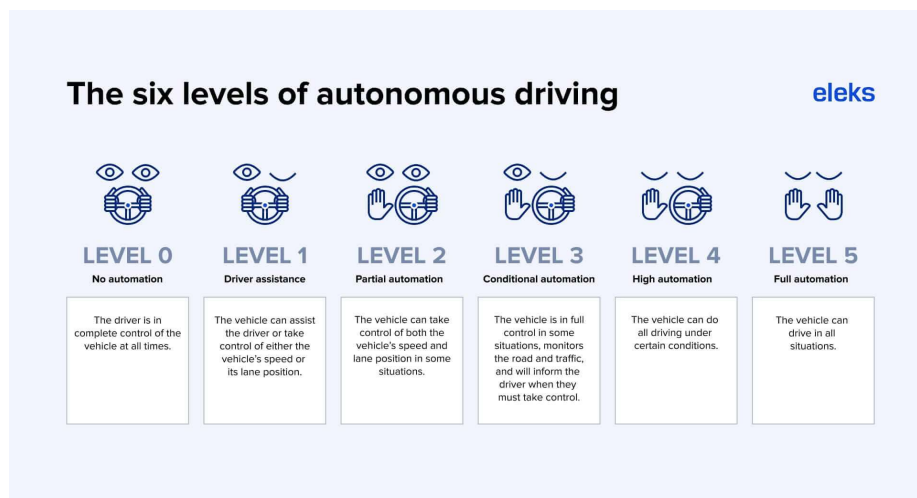 The six levels of autonomous driving
eleks
LEVEL 0
No automation
The driver is in
complete control of the
vehicle at all times.
LEVEL 1
Driver assistance
The vehicle can assist
the driver or take
control of either the
vehicle's speed or
its lane position.
LEVEL 2
Partial automation
The vehicle can take
control of both the
vehicle's speed and
lane position in some
situations.
LEVEL 3
Conditional automation
The vehicle is in full
control in some
situations, monitors
the road and traffic,
and will inform the
driver when they
must take control.
LEVEL 4
High automation
The vehicle can do
all driving under
certain conditions.
LEVEL 5
Full automation
The vehicle can
drive in all
situations.